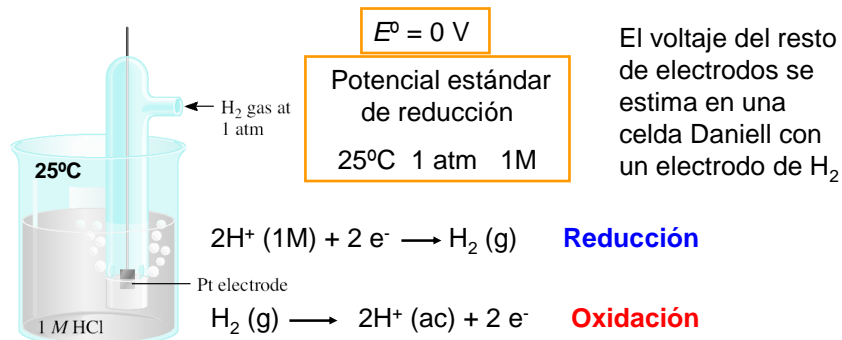 E⁰ = 0 V
Potencial estándar
de reducción
25ºC 1 atm 1M
El voltaje del resto
de electrodos se
estima en una
celda Daniell con
un electrodo de H₂
H₂ gas at
1 atm
25ºC
2H⁺ (1M) + 2 e⁻ ⟶ H₂ (g) Reducción
Pt electrode
H₂ (g) ⟶ 2H⁺ (ac) + 2 e⁻ Oxidación
1 M HCl